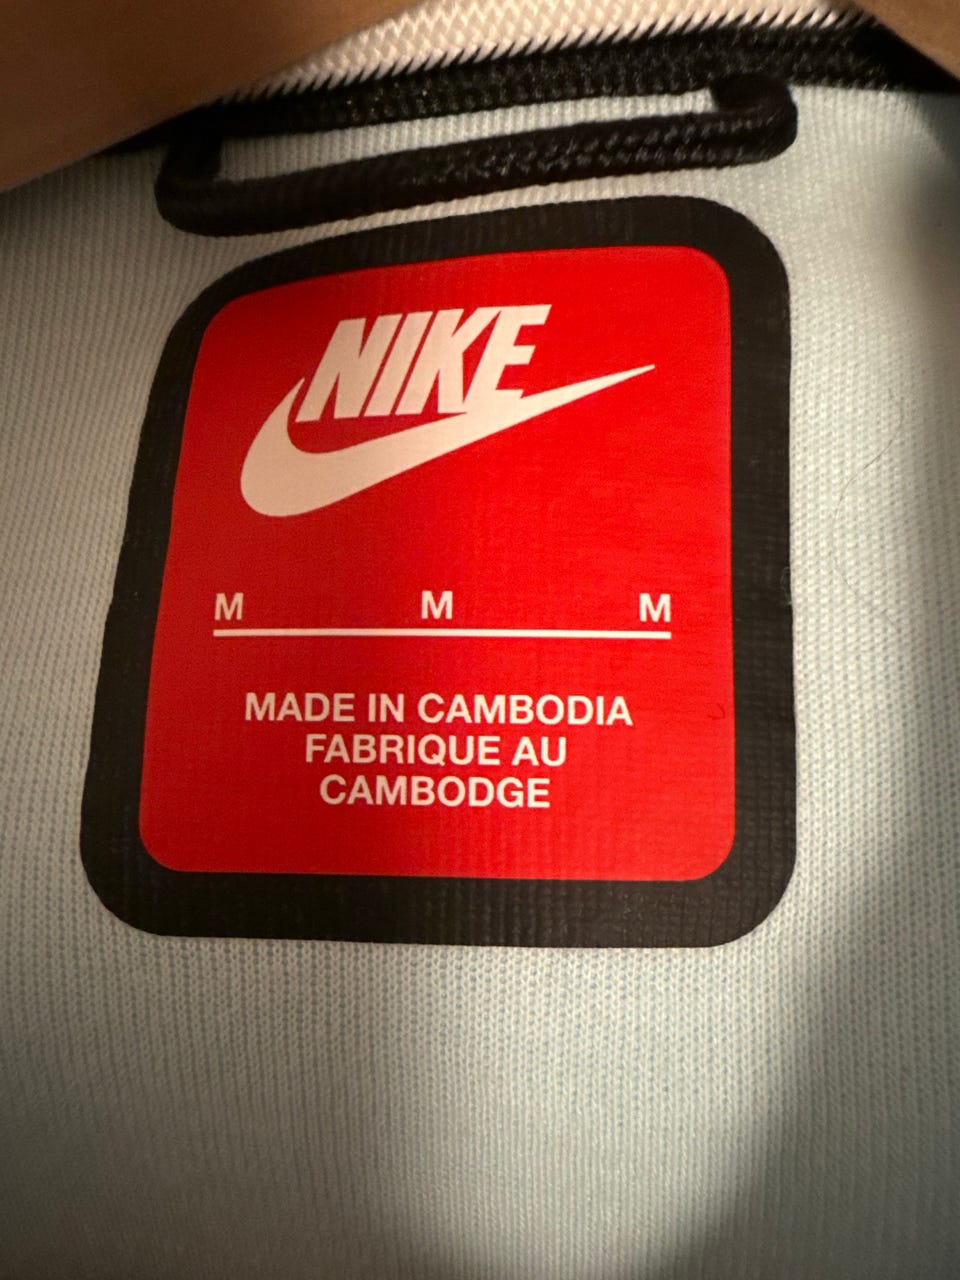 NIKE
M M M
MADE IN CAMBODIA
FABRIQUE AU
CAMBODGE